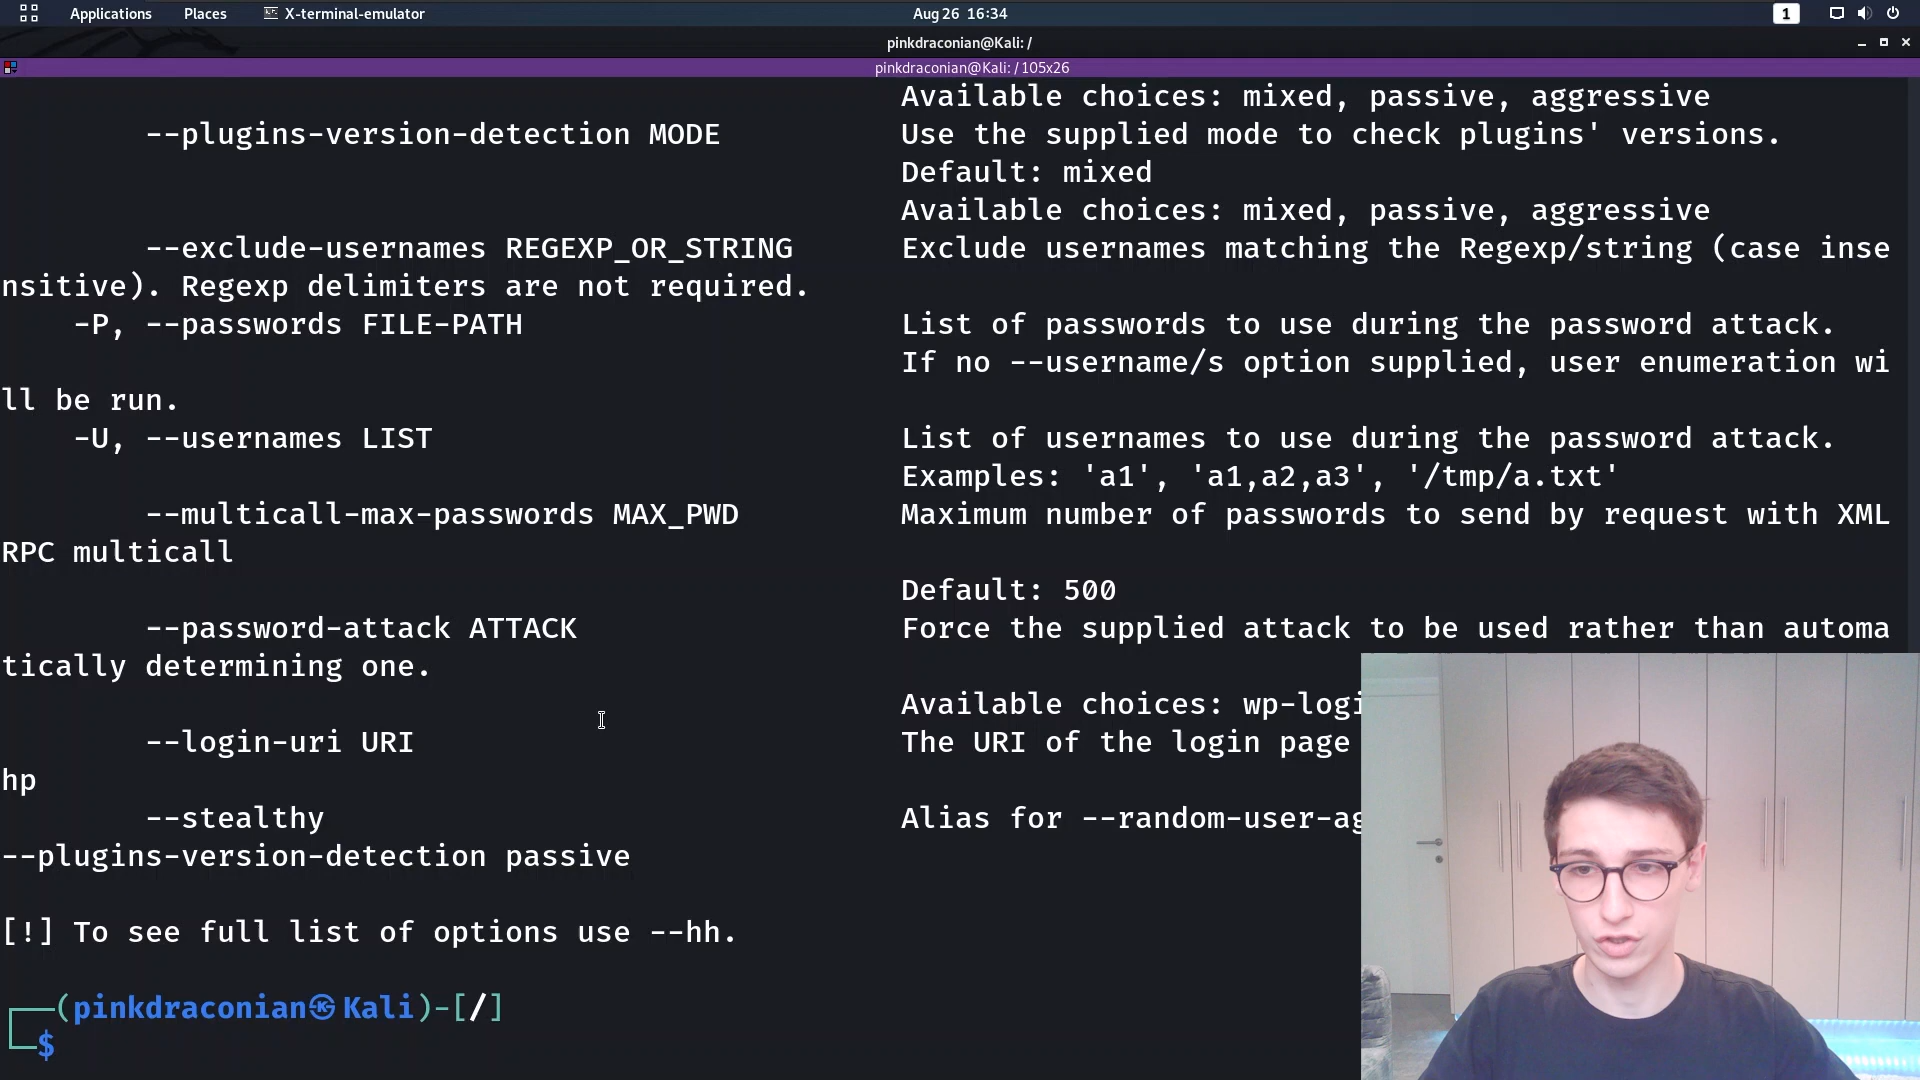 Applications Places X-terminal-emulator Aug 26 16:34 1
pinkdraconian@Kali: /
pinkdraconian@Kali: / 105x26
Available choices: mixed, passive, aggressive
--plugins-version-detection MODE Use the supplied mode to check plugins' versions.
Default: mixed
Available choices: mixed, passive, aggressive
--exclude-usernames REGEXP_OR_STRING Exclude usernames matching the Regexp/string (case inse
nsitive). Regexp delimiters are not required.
-P, --passwords FILE-PATH List of passwords to use during the password attack.
If no --username/s option supplied, user enumeration wi
ll be run.
-U, --usernames LIST List of usernames to use during the password attack.
Examples: 'a1', 'a1,a2,a3', '/tmp/a.txt'
--multicall-max-passwords MAX_PWD Maximum number of passwords to send by request with XML
RPC multicall
Default: 500
--password-attack ATTACK Force the supplied attack to be used rather than automa
tically determining one.
Available choices: wp-logi
--login-uri URI The URI of the login page
hp
--stealthy Alias for --random-user-ag
--plugins-version-detection passive
[!] To see full list of options use --hh.
(pinkdraconian㉿Kali)-[/]
$